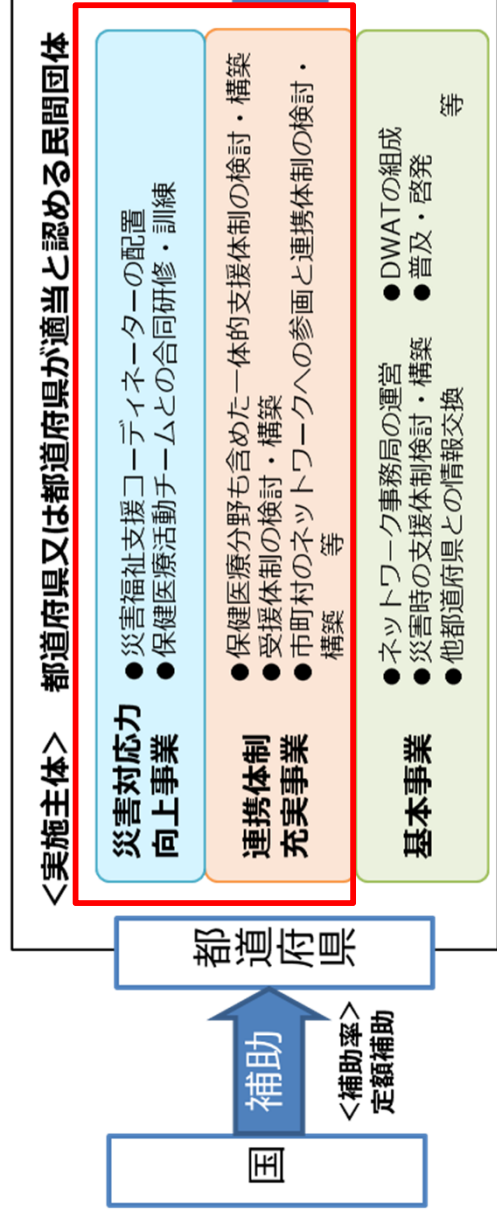 国
補助
<補助率>
定額補助
都道府県
<実施主体> 都道府県又は都道府県が適当と認める民間団体
災害対応力
向上事業
●災害福祉支援コーディネーターの配置
●保健医療活動チームとの合同研修・訓練
連携体制
充実事業
●保健医療分野も含めた一体的支援体制の検討・構築
●受援体制の検討・構築
●市町村のネットワークへの参画と連携体制の検討・
構築 等
基本事業
●ネットワーク事務局の運営 ●DWATの組成
●災害時の支援体制検討・構築 ●普及・啓発
●他都道府県との情報交換 等